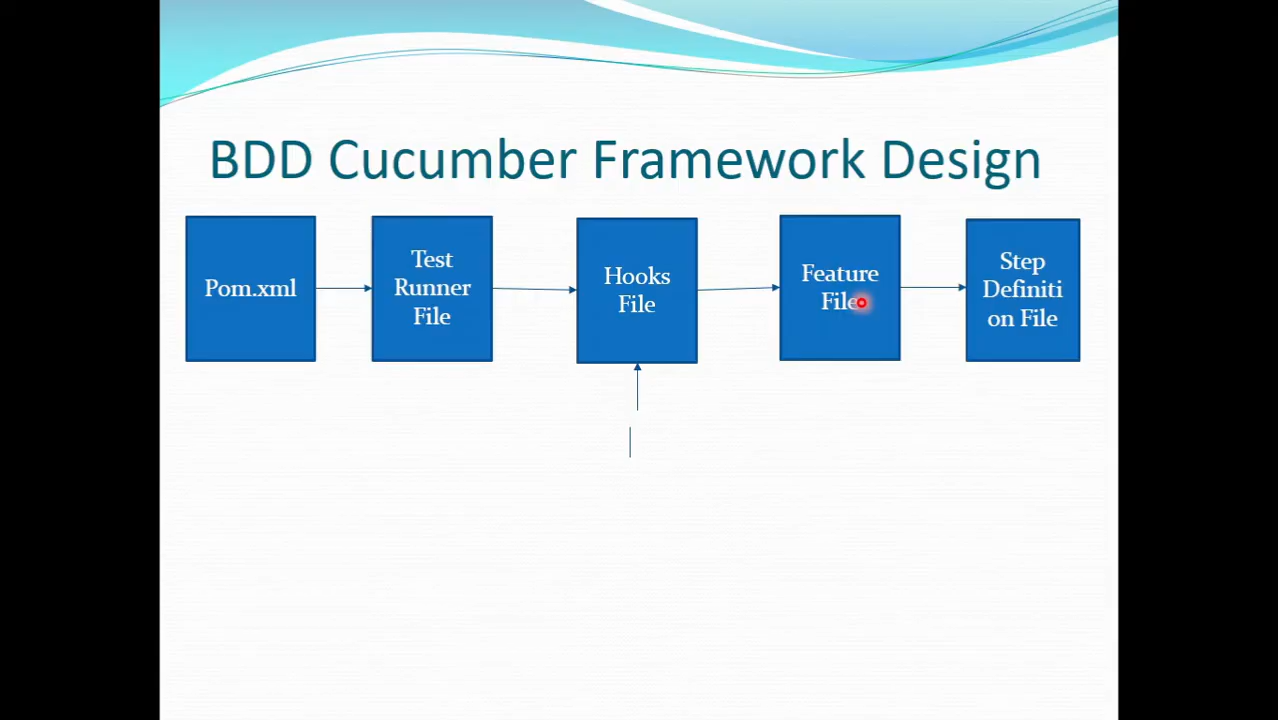 BDD Cucumber Framework Design
Pom.xml
Test
Runner
File
Hooks
File
Feature
File
Step
Definiti
on File